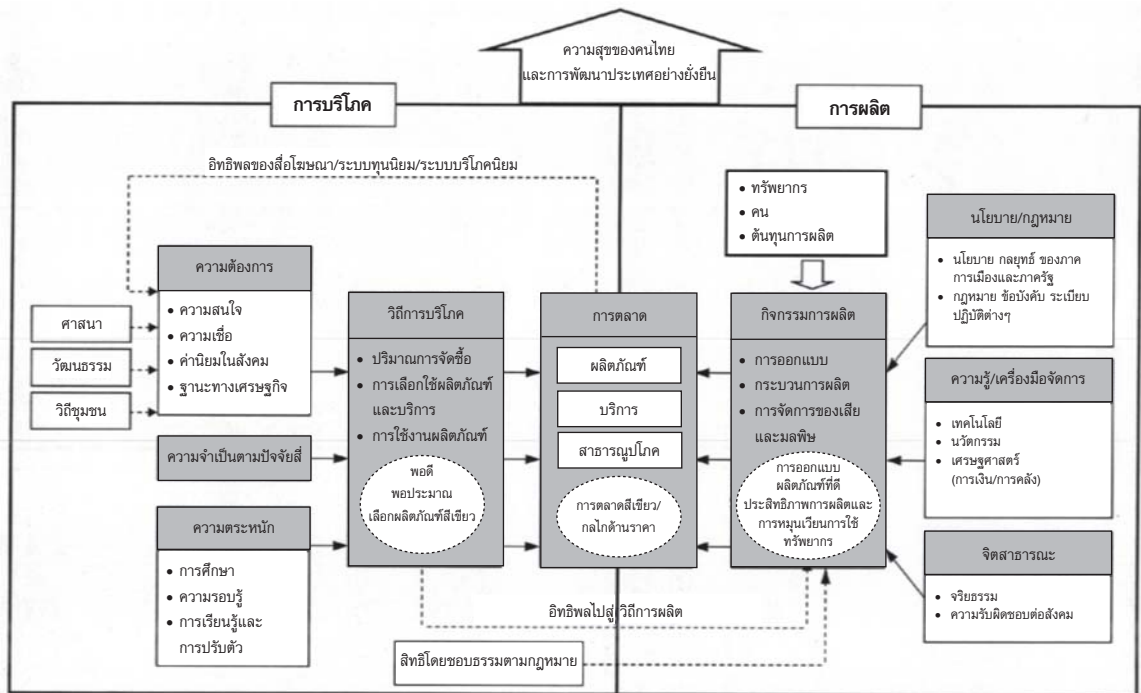 ความสุขของคนไทย
และการพัฒนาประเทศอย่างยั่งยืน
การบริโภค
การผลิต
อิทธิพลของสื่อโฆษณา/ระบบทุนนิยม/ระบบบริโภคนิยม
• ทรัพยากร
• คน
• ต้นทุนการผลิต
ความต้องการ
• ความสนใจ
• ความเชื่อ
• ค่านิยมในสังคม
• ฐานะทางเศรษฐกิจ
ศาสนา
วัฒนธรรม
วิถีชุมชน
ความจำเป็นตามปัจจัยสี่
ความตระหนัก
• การศึกษา
• ความรอบรู้
• การเรียนรู้และ
การปรับตัว
วิถีการบริโภค
• ปริมาณการจัดซื้อ
• การเลือกใช้ผลิตภัณฑ์
และบริการ
• การใช้งานผลิตภัณฑ์
พอดี
พอประมาณ
เลือกผลิตภัณฑ์สีเขียว
การตลาด
ผลิตภัณฑ์
บริการ
สาธารณูปโภค
การตลาดสีเขียว/
กลไกด้านราคา
กิจกรรมการผลิต
• การออกแบบ
• กระบวนการผลิต
• การจัดการของเสีย
และมลพิษ
การออกแบบ
ผลิตภัณฑ์ที่ดี
ประสิทธิภาพการผลิตและ
การหมุนเวียนการใช้
ทรัพยากร
นโยบาย/กฎหมาย
• นโยบาย กลยุทธ์ ของภาค
การเมืองและภาครัฐ
• กฎหมาย ข้อบังคับ ระเบียบ
ปฏิบัติต่างๆ
ความรู้/เครื่องมือจัดการ
• เทคโนโลยี
• นวัตกรรม
• เศรษฐศาสตร์
(การเงิน/การคลัง)
จิตสาธารณะ
• จริยธรรม
• ความรับผิดชอบต่อสังคม
อิทธิพลไปสู่วิถีการผลิต
สิทธิโดยชอบธรรมตามกฎหมาย